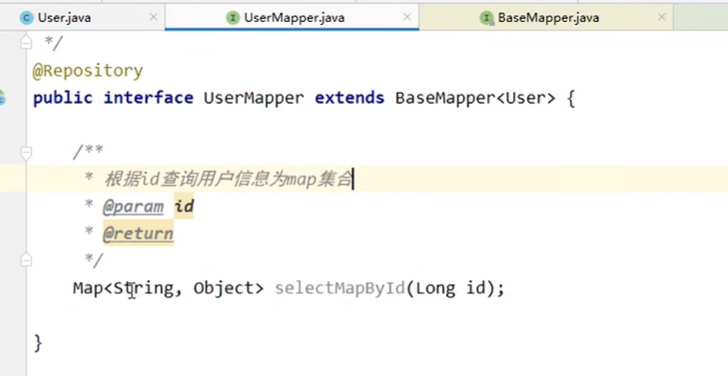 User.java UserMapper.java BaseMapper.java
*/
@Repository
public interface UserMapper extends BaseMapper<User> {
/**
* 根据id查询用户信息为map集合
* @param id
* @return
*/
Map<String, Object> selectMapById(Long id);
}